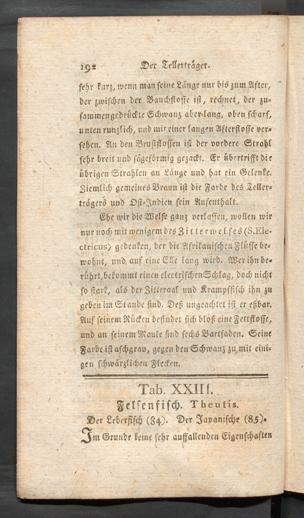 192 Der Tellerträger.
sehr kurz, wenn man seine Länge nur bis zum After,
der zwischen der Bauchflosse ist, rechnet, der zu-
sammengedrückte Schwanz aber lang, oben scharf,
unten runtzlich, und mit einer langen Afterflosse ver-
sehen. An den Brustflossen ist der vordere Strahl
sehr breit und sägeförmig gezackt. Er übertrifft die
übrigen Strahlen an Länge und hat ein Gelenke.
Ziemlich gemeines Braun ist die Farbe des Teller-
trägers und Ost-Indien sein Aufenthalt.
Ehe wir die Welse ganz verlassen, wollen wir
nur noch mit wenigem des Zitterwelses (S. Ele-
ctricus) gedenken, der die Afrikanischen Flüsse be-
wohnt, und auf eine Elle lang wird. Wer ihn be-
rührt, bekommt einen electrischen Schlag, doch nicht
so stark, als der Zitteraal und Krampffisch ihn zu
geben im Stande sind. Deß ungeachtet ist er eßbar.
Auf seinem Rücken befindet sich bloß eine Fettflosse,
und an seinem Maule sind sechs Bartfaden. Seine
Farbe ist aschgrau, gegen den Schwanz zu mit eini-
gen schwärzlichen Flecken.
Tab. XXIII.
Felsenfisch. Theutis.
Der Leberfisch (84). Der Japanische (85).
Im Grunde keine sehr auffallenden Eigenschaften